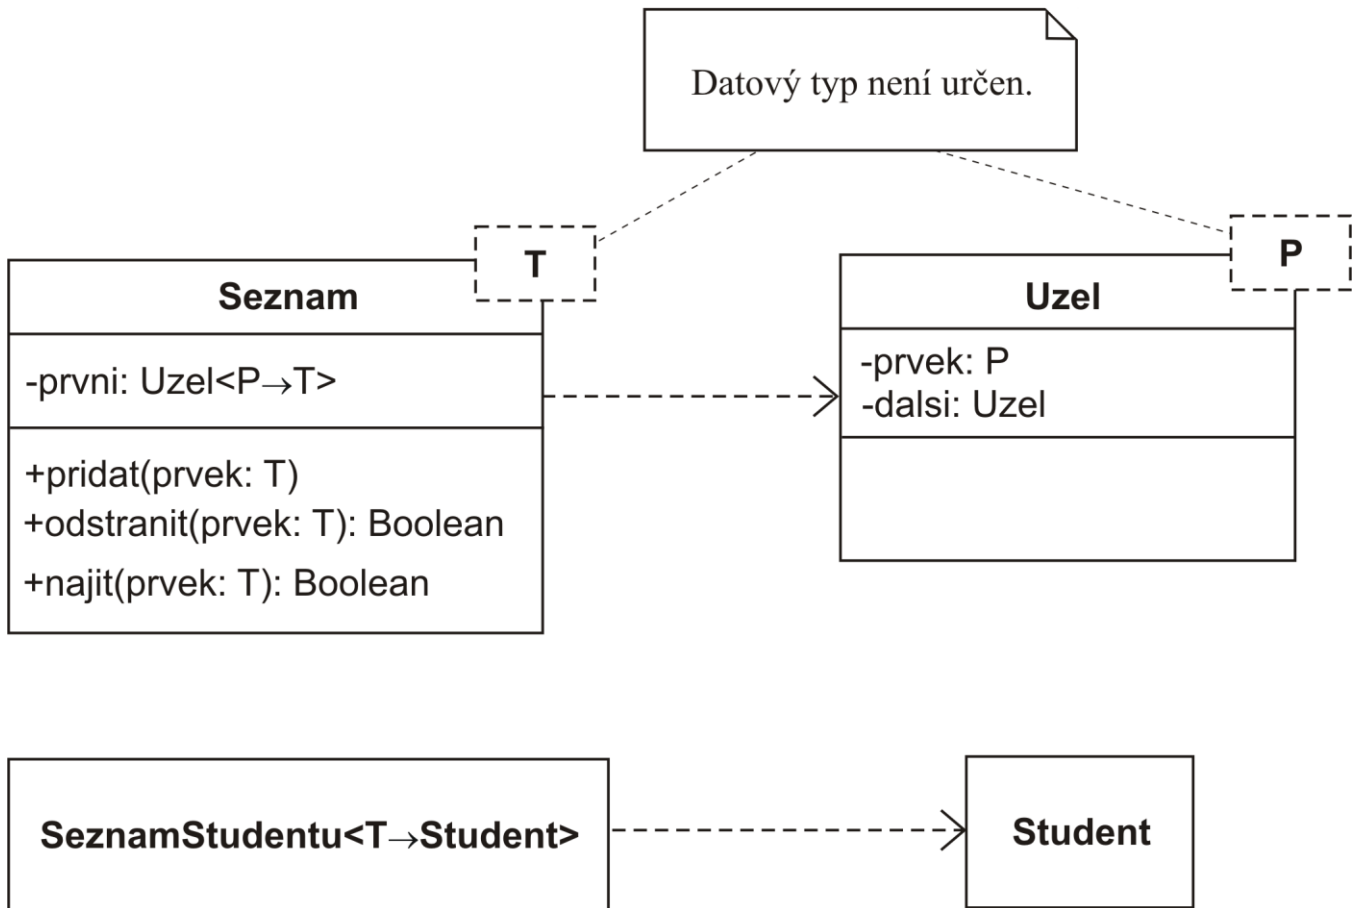 Datový typ není určen.
T
P
Seznam
-prvni: Uzel<P→T>
+pridat(prvek: T)
+odstranit(prvek: T): Boolean
+najit(prvek: T): Boolean
Uzel
-prvek: P
-dalsi: Uzel
SeznamStudentu<T→Student>
Student